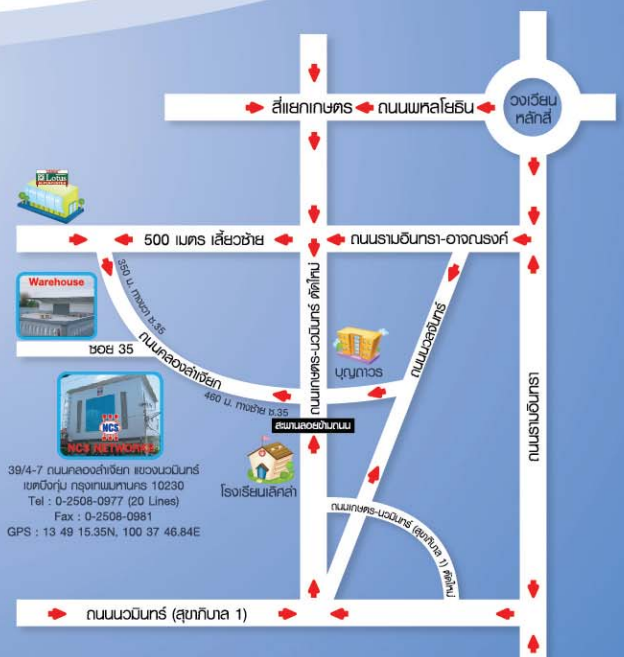 วงเวียน
หลักสี่
สี่แยกเกษตร
ถนนพหลโยธิน
Lotus
500 เมตร เลี้ยวซ้าย
ถนนรามอินทรา-อาจณรงค์
Warehouse
350 ม. ทางขวา ซ.35
ซอย 35
ถนนคลองลำเจียก
460 ม. ทางซ้าย ซ.35
ถนนเกษตร-นวมินทร์ ตัดใหม่
บุญถาวร
ถนนนวลจันทร์
สะพานลอยข้ามถนน
ถนนรามอินทรา
NCS
NCS NETWORKS
39/4-7 ถนนคลองลำเจียก แขวงนวมินทร์
เขตบึงกุ่ม กรุงเทพมหานคร 10230
Tel : 0-2508-0977 (20 Lines)
Fax : 0-2508-0981
GPS : 13 49 15.35N, 100 37 46.84E
โรงเรียนเลิศล้ำ
ถนนเกษตร-นวมินทร์ (สุขาภิบาล 1) ตัดใหม่
ถนนนวมินทร์ (สุขาภิบาล 1)